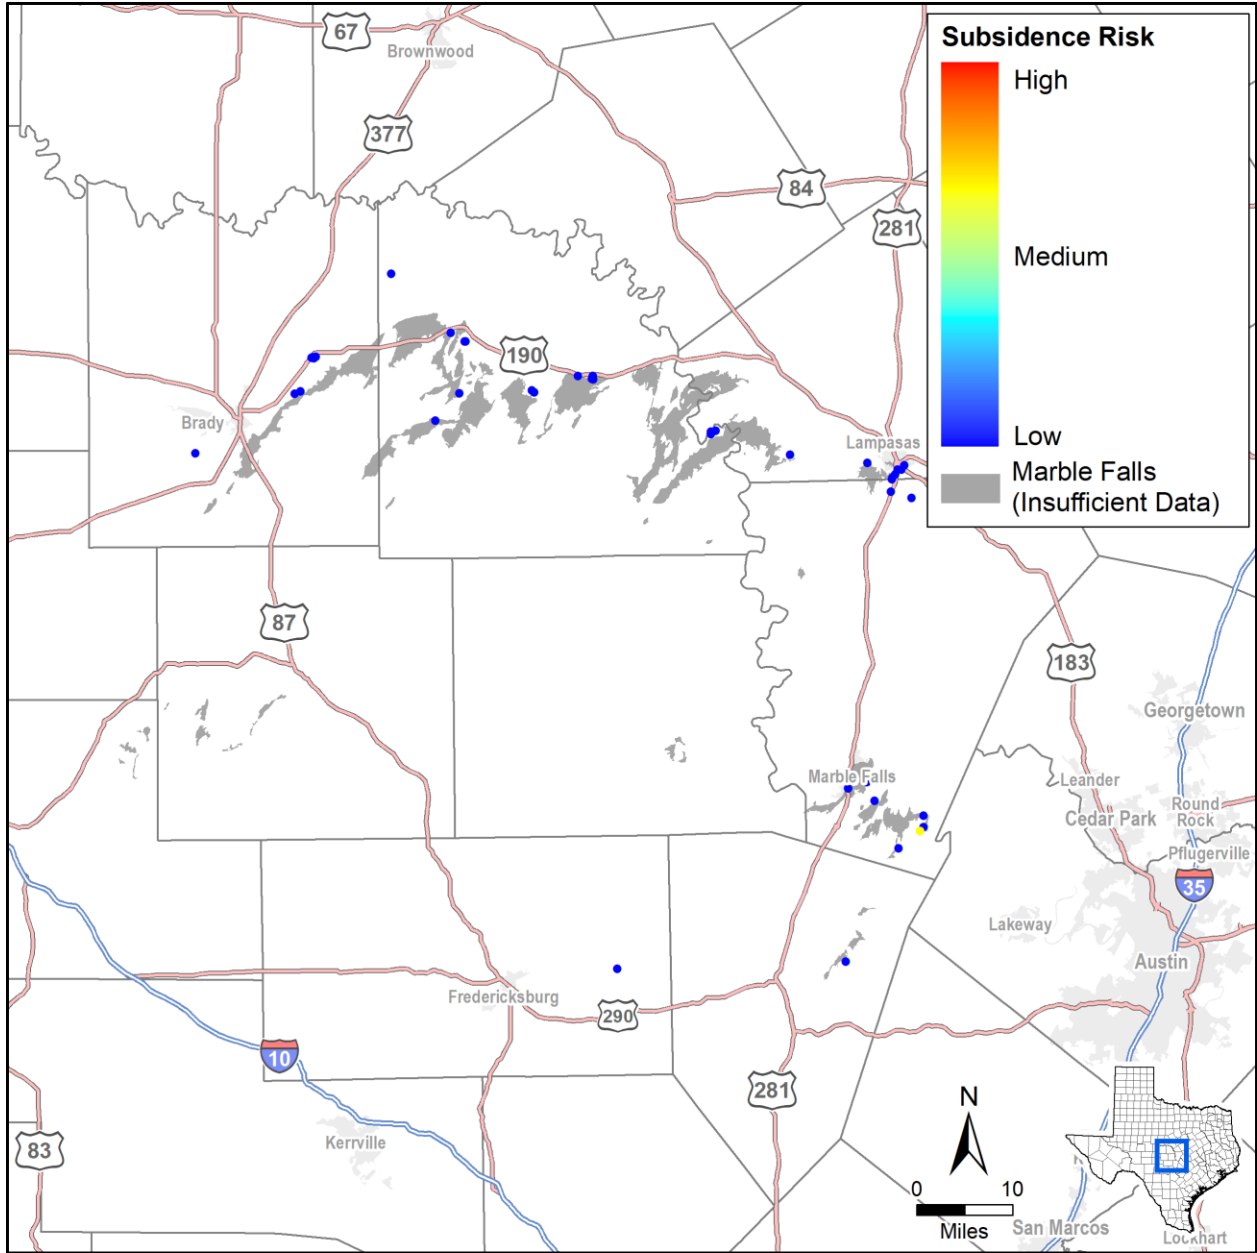 67
Brownwood
Subsidence Risk
High
377
84
281
Medium
190
Brady
Lampasas
Low
Marble Falls
(Insufficient Data)
87
183
Georgetown
Marble Falls
Leander
Round
Rock
Cedar Park
Pflugerville
35
Lakeway
Austin
Fredericksburg
290
10
281
N
Kerrville
83
0 10
Miles
San Marcos
Lockhart